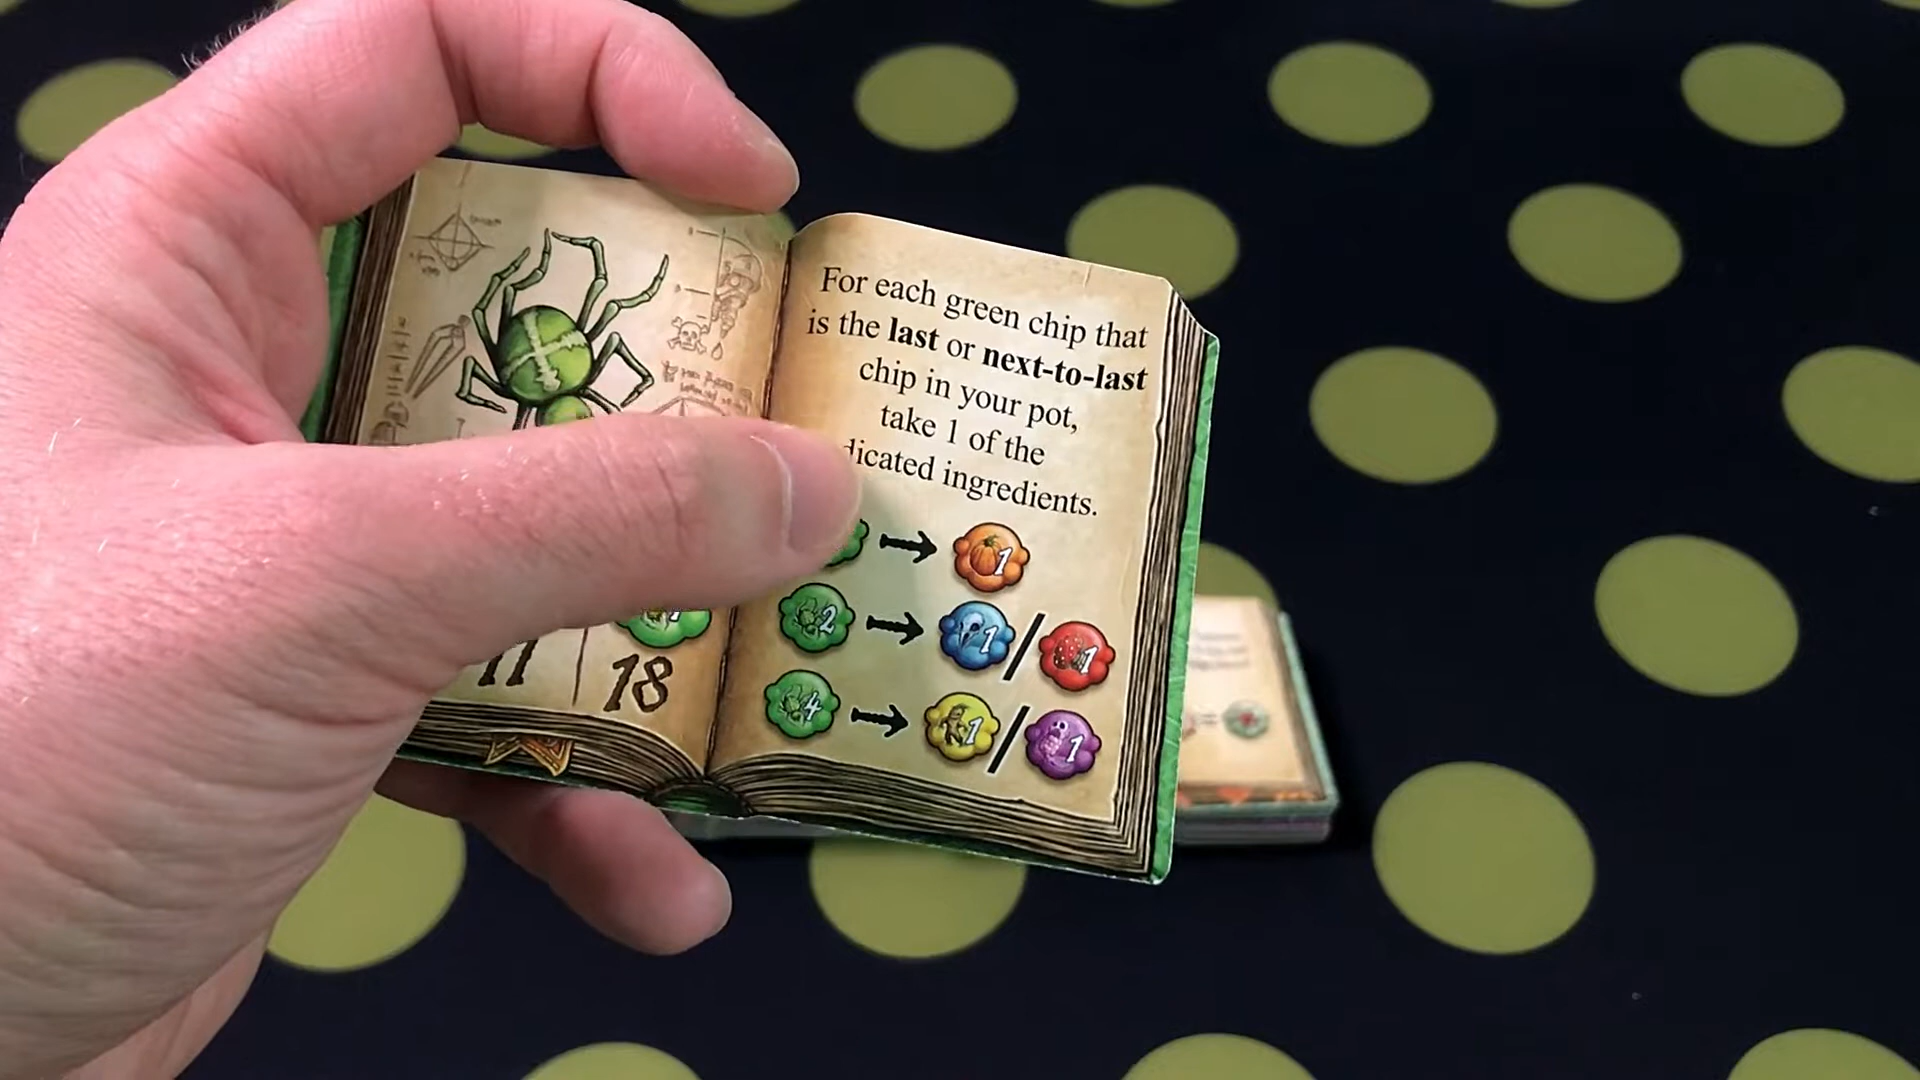 For each green chip that
is the last or next-to-last
chip in your pot,
take 1 of the
dicated ingredients.
1
2 1 / 1
4 1 / 1
11 18